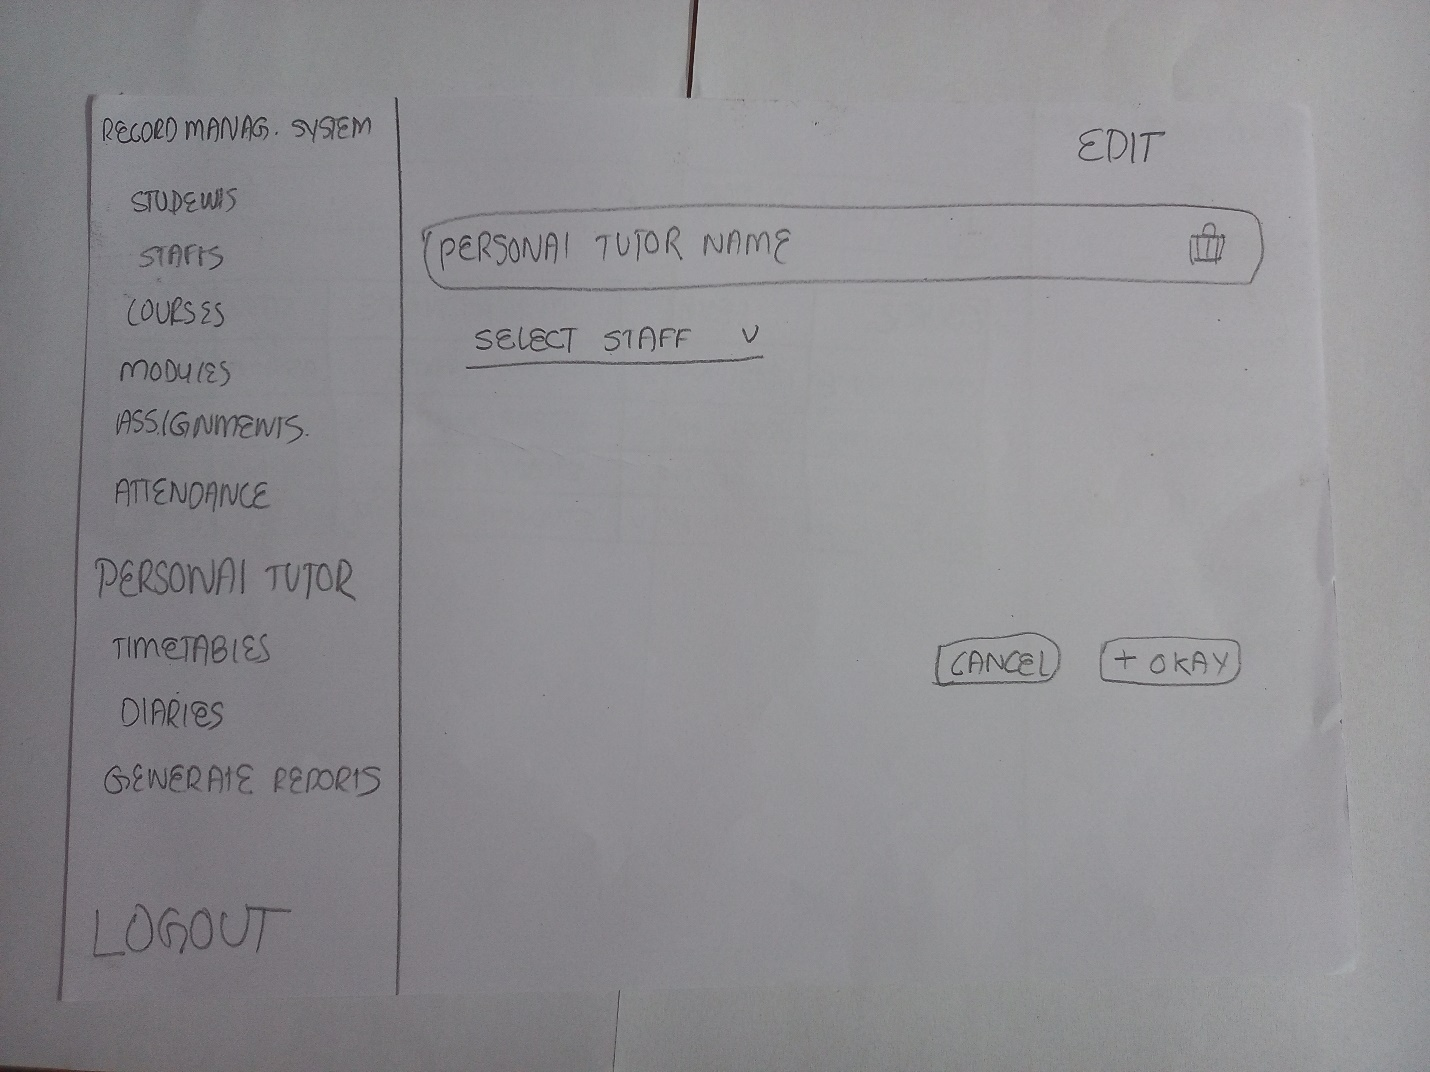 RECORD MANAG. SYSTEM
STUDENTS
STAFFS
COURSES
MODULES
ASSIGNMENTS.
ATTENDANCE
PERSONAL TUTOR
TIMETABLES
DIARIES
GENERATE REPORTS
LOGOUT
EDIT
PERSONAL TUTOR NAME
SELECT STAFF V
CANCEL
+ OKAY